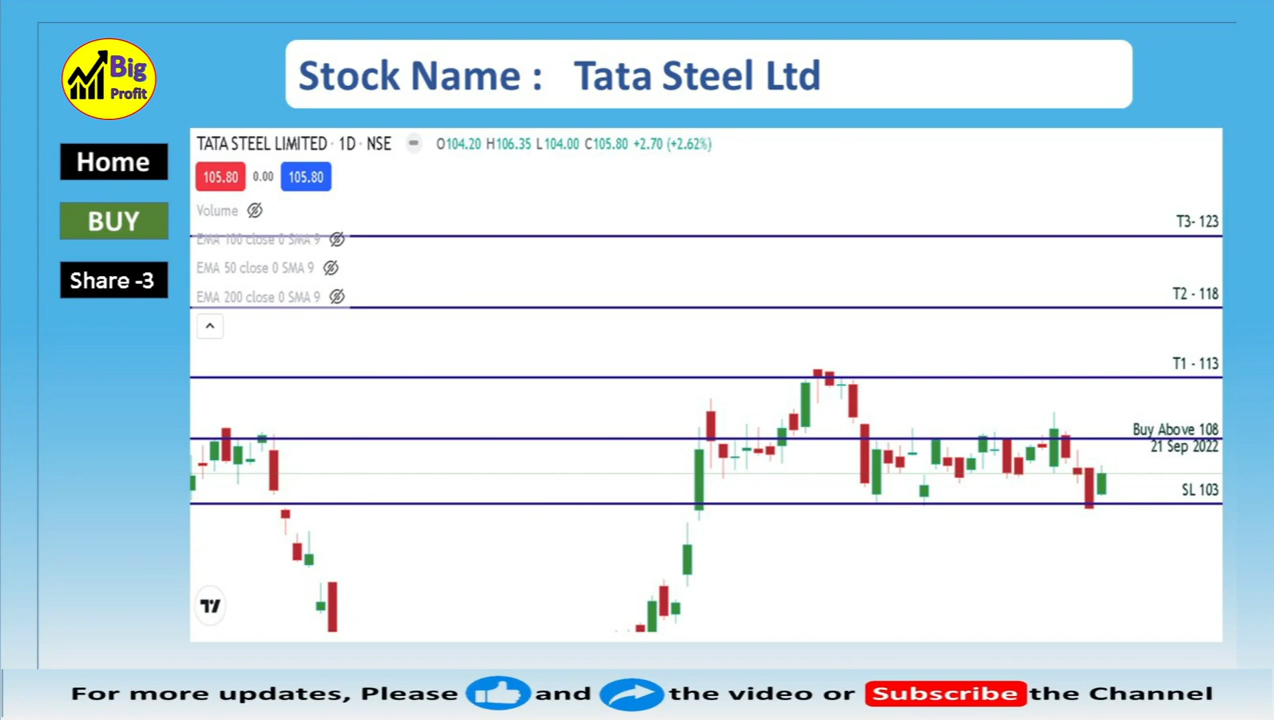 Big
Profit
Stock Name : Tata Steel Ltd
Home
BUY
Share -3
TATA STEEL LIMITED · 1D · NSE O104.20 H106.35 L104.00 C105.80 +2.70 (+2.62%)
105.80 0.00 105.80
Volume
EMA 100 close 0 SMA 9
EMA 50 close 0 SMA 9
EMA 200 close 0 SMA 9
T3- 123
T2 - 118
T1 - 113
Buy Above 108
21 Sep 2022
SL 103
For more updates, Please and the video or Subscribe the Channel